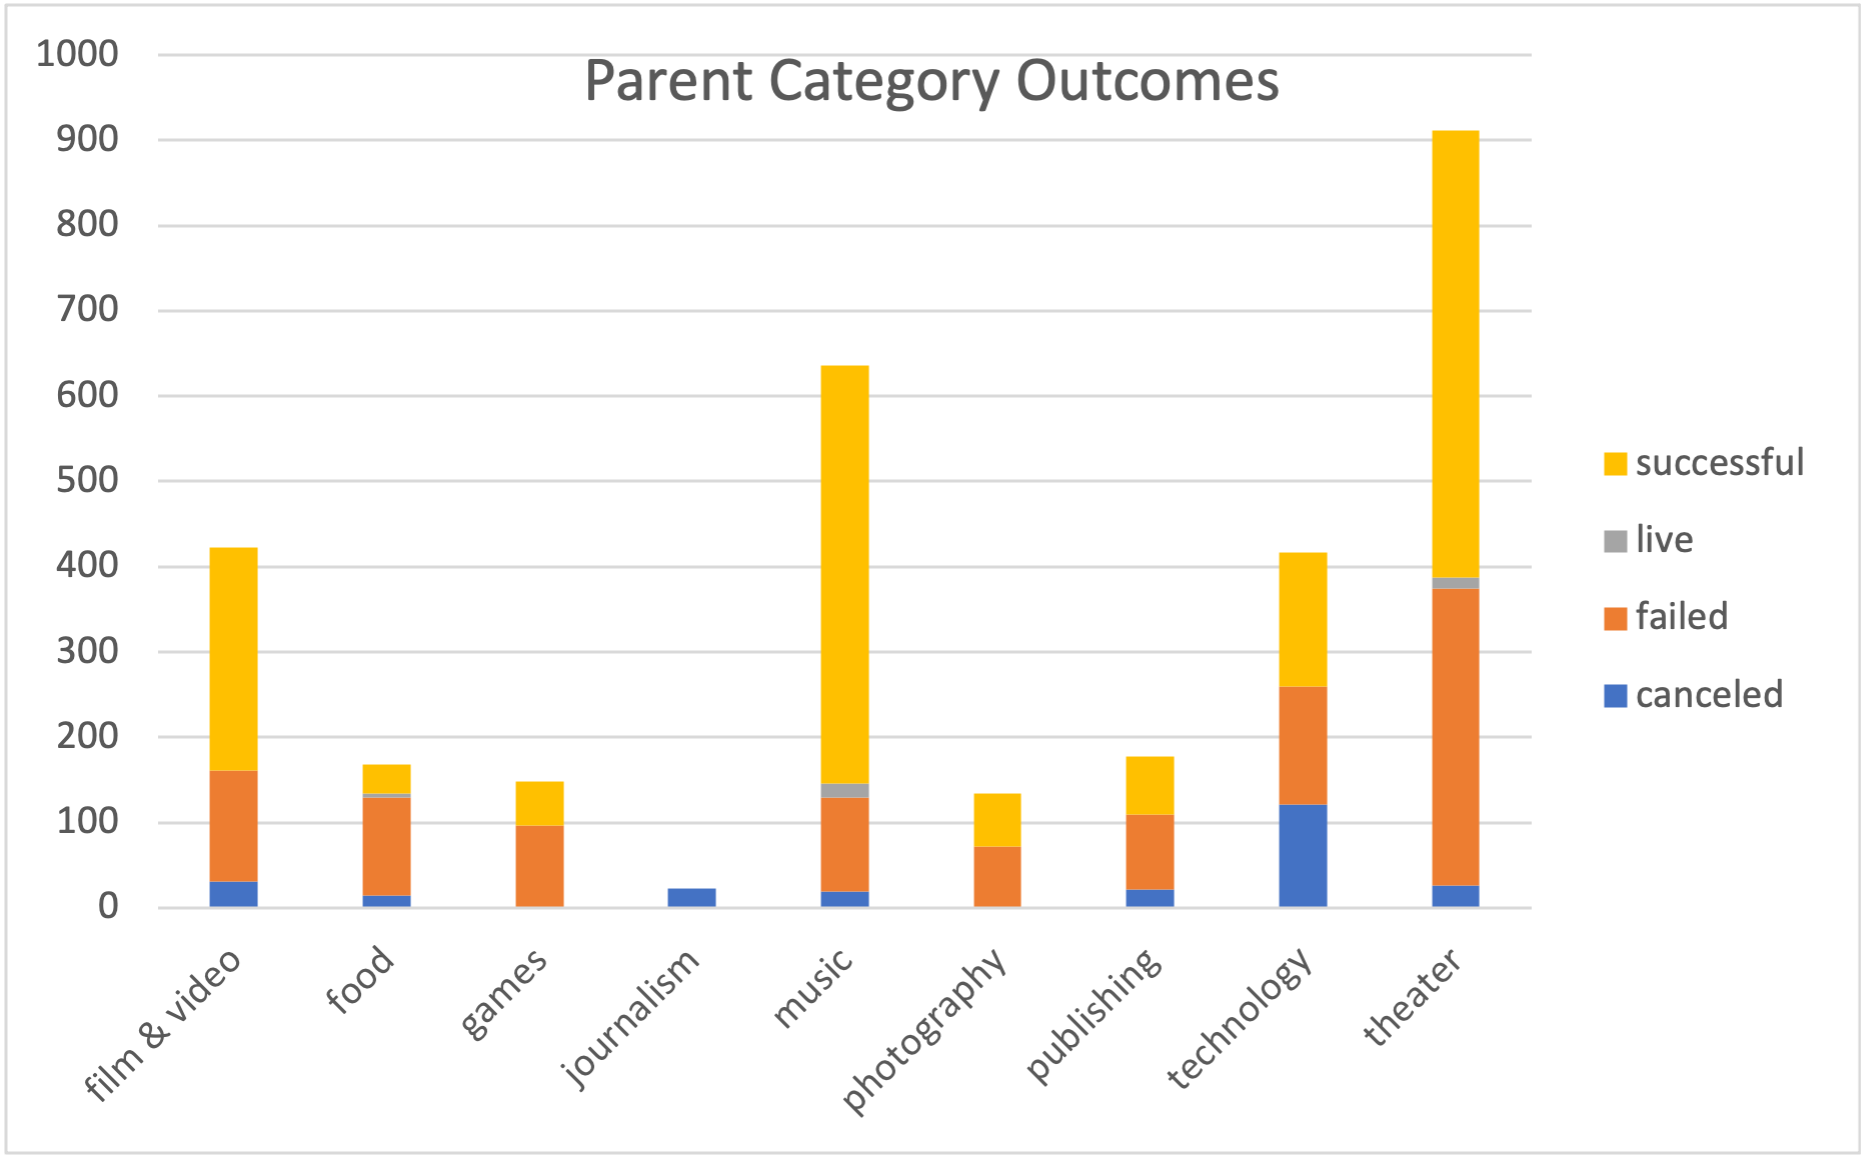 Parent Category Outcomes
1000
900
800
700
600
500
400
300
200
100
0
film & video
food
games
journalism
music
photography
publishing
technology
theater
successful
live
failed
canceled